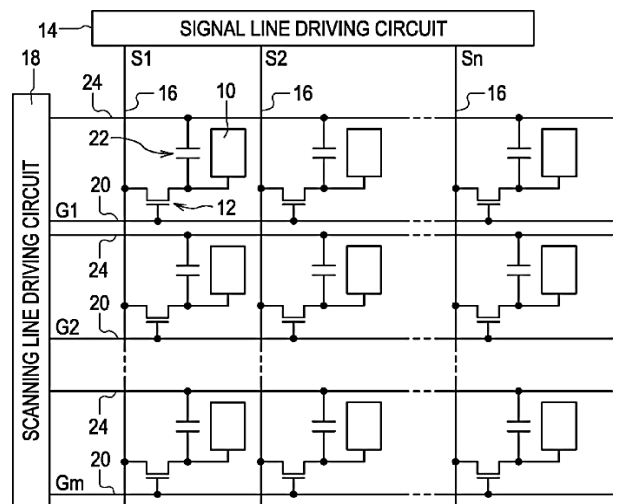 SIGNAL LINE DRIVING CIRCUIT
14
18
S1 S2 Sn
24 16 10 16 16
22
SCANNING LINE DRIVING CIRCUIT
20 12
G1
24
20
G2
24
20
Gm